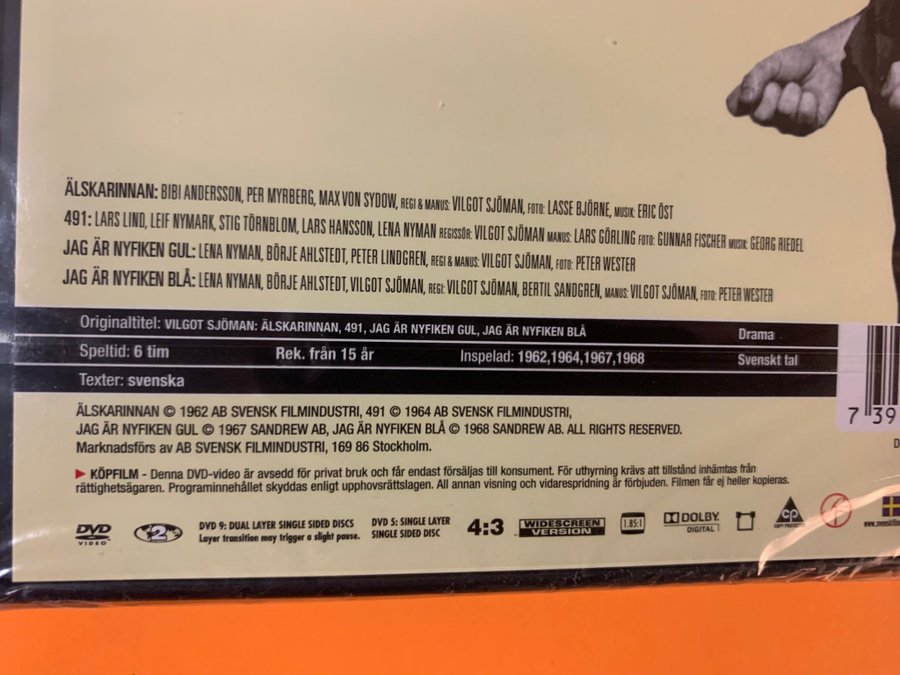 ÄLSKARINNAN: BIBI ANDERSSON, PER MYRBERG, MAX VON SYDOW, REGI & MANUS: VILGOT SJÖMAN, FOTO: LASSE BJÖRNE, MUSIK: ERIC ÖST
491: LARS LIND, LEIF NYMARK, STIG TÖRNBLOM, LARS HANSSON, LENA NYMAN REGISSÖR: VILGOT SJÖMAN MANUS: LARS GÖRLING FOTO: GUNNAR FISCHER MUSIK: GEORG RIEDEL
JAG ÄR NYFIKEN GUL: LENA NYMAN, BÖRJE AHLSTEDT, PETER LINDGREN, REGI & MANUS: VILGOT SJÖMAN, FOTO: PETER WESTER
JAG ÄR NYFIKEN BLÅ: LENA NYMAN, BÖRJE AHLSTEDT, VILGOT SJÖMAN, REGI: VILGOT SJÖMAN, BERTIL SANDGREN, MANUS: VILGOT SJÖMAN, FOTO: PETER WESTER
Originaltitel: VILGOT SJÖMAN: ÄLSKARINNAN, 491, JAG ÄR NYFIKEN GUL, JAG ÄR NYFIKEN BLÅ Drama
Speltid: 6 tim Rek. från 15 år Inspelad: 1962,1964,1967,1968 Svenskt tal
Texter: svenska
7 39
ÄLSKARINNAN © 1962 AB SVENSK FILMINDUSTRI, 491 © 1964 AB SVENSK FILMINDUSTRI,
JAG ÄR NYFIKEN GUL © 1967 SANDREW AB, JAG ÄR NYFIKEN BLÅ © 1968 SANDREW AB. ALL RIGHTS RESERVED.
Marknadsförs av AB SVENSK FILMINDUSTRI, 169 86 Stockholm.
KÖPFILM - Denna DVD-video är avsedd för privat bruk och får endast försäljas till konsument. För uthyrning krävs att tillstånd inhämtas från
rättighetsägaren. Programinnehållet skyddas enligt upphovsrättslagen. All annan visning och vidarespridning är förbjuden. Filmen får ej heller kopieras.
DVD VIDEO 2 DVD 9: DUAL LAYER SINGLE SIDED DISCS DVD 5: SINGLE LAYER 4:3 WIDESCREEN 1.85:1 DOLBY CP
Layer transition may trigger a slight pause. SINGLE SIDED DISC VERSION DIGITAL COPY PROTECTED